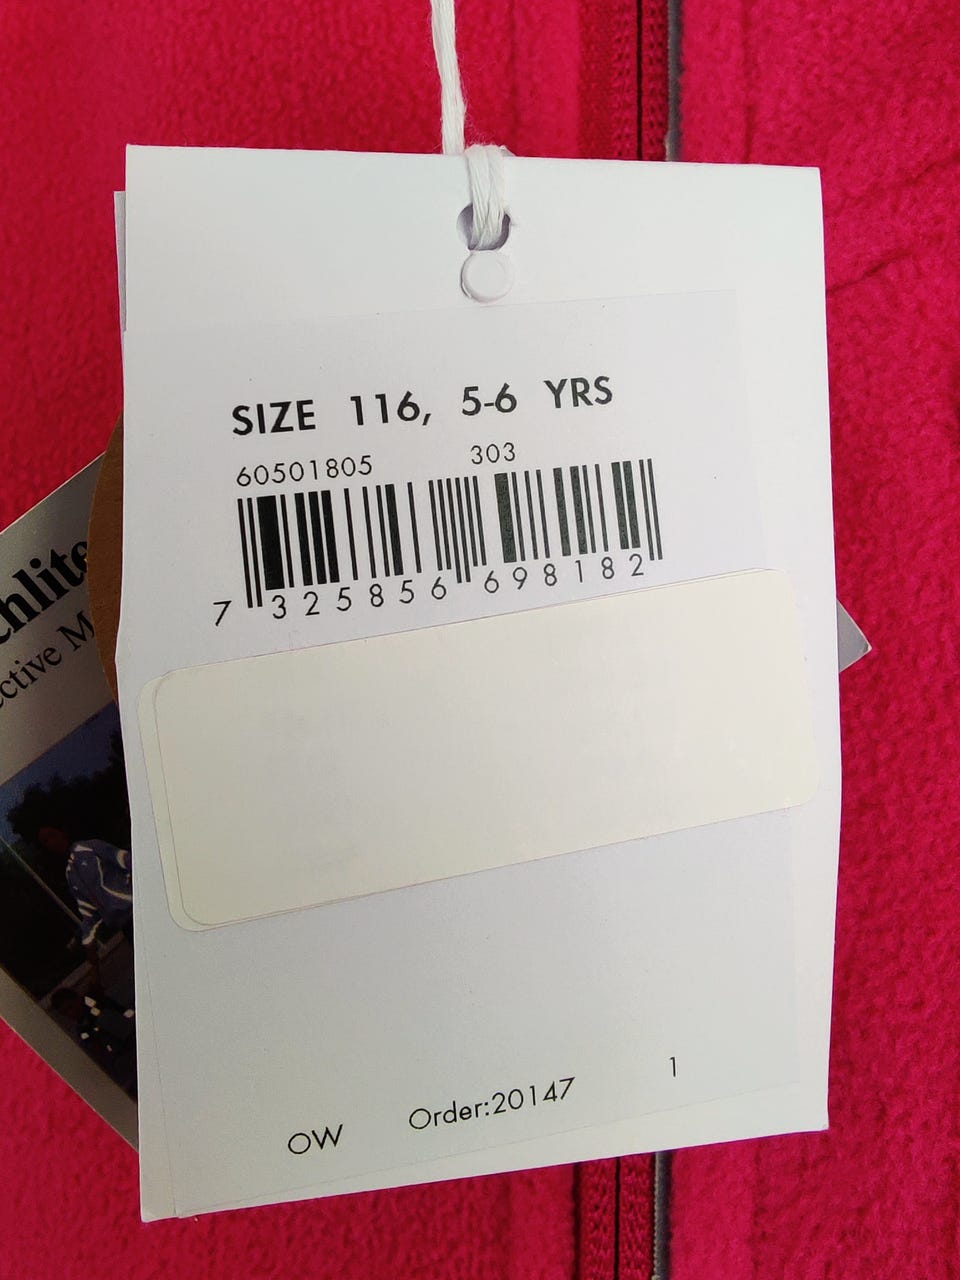 SIZE 116, 5-6 YRS
60501805 303
7 325856 698182
OW Order:20147 1